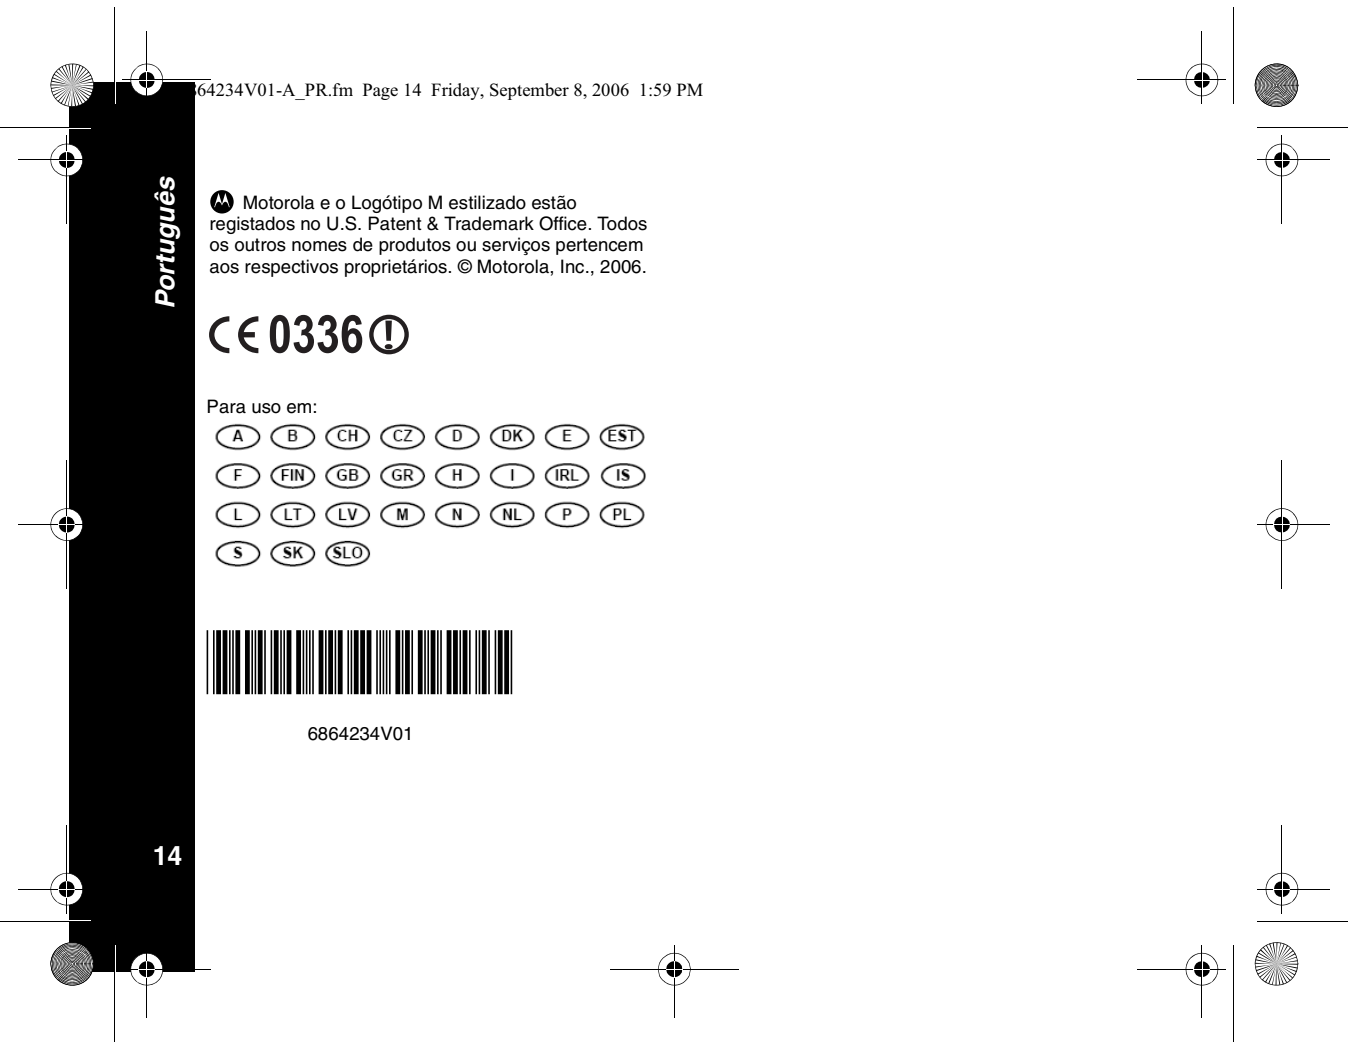 64234V01-A_PR.fm Page 14 Friday, September 8, 2006 1:59 PM
Português
Motorola e o Logótipo M estilizado estão
registados no U.S. Patent & Trademark Office. Todos
os outros nomes de produtos ou serviços pertencem
aos respectivos proprietários. © Motorola, Inc., 2006.
CE 0336 !
Para uso em:
A B CH CZ D DK E EST
F FIN GB GR H I IRL IS
L LT LV M N NL P PL
S SK SLO
6864234V01
14